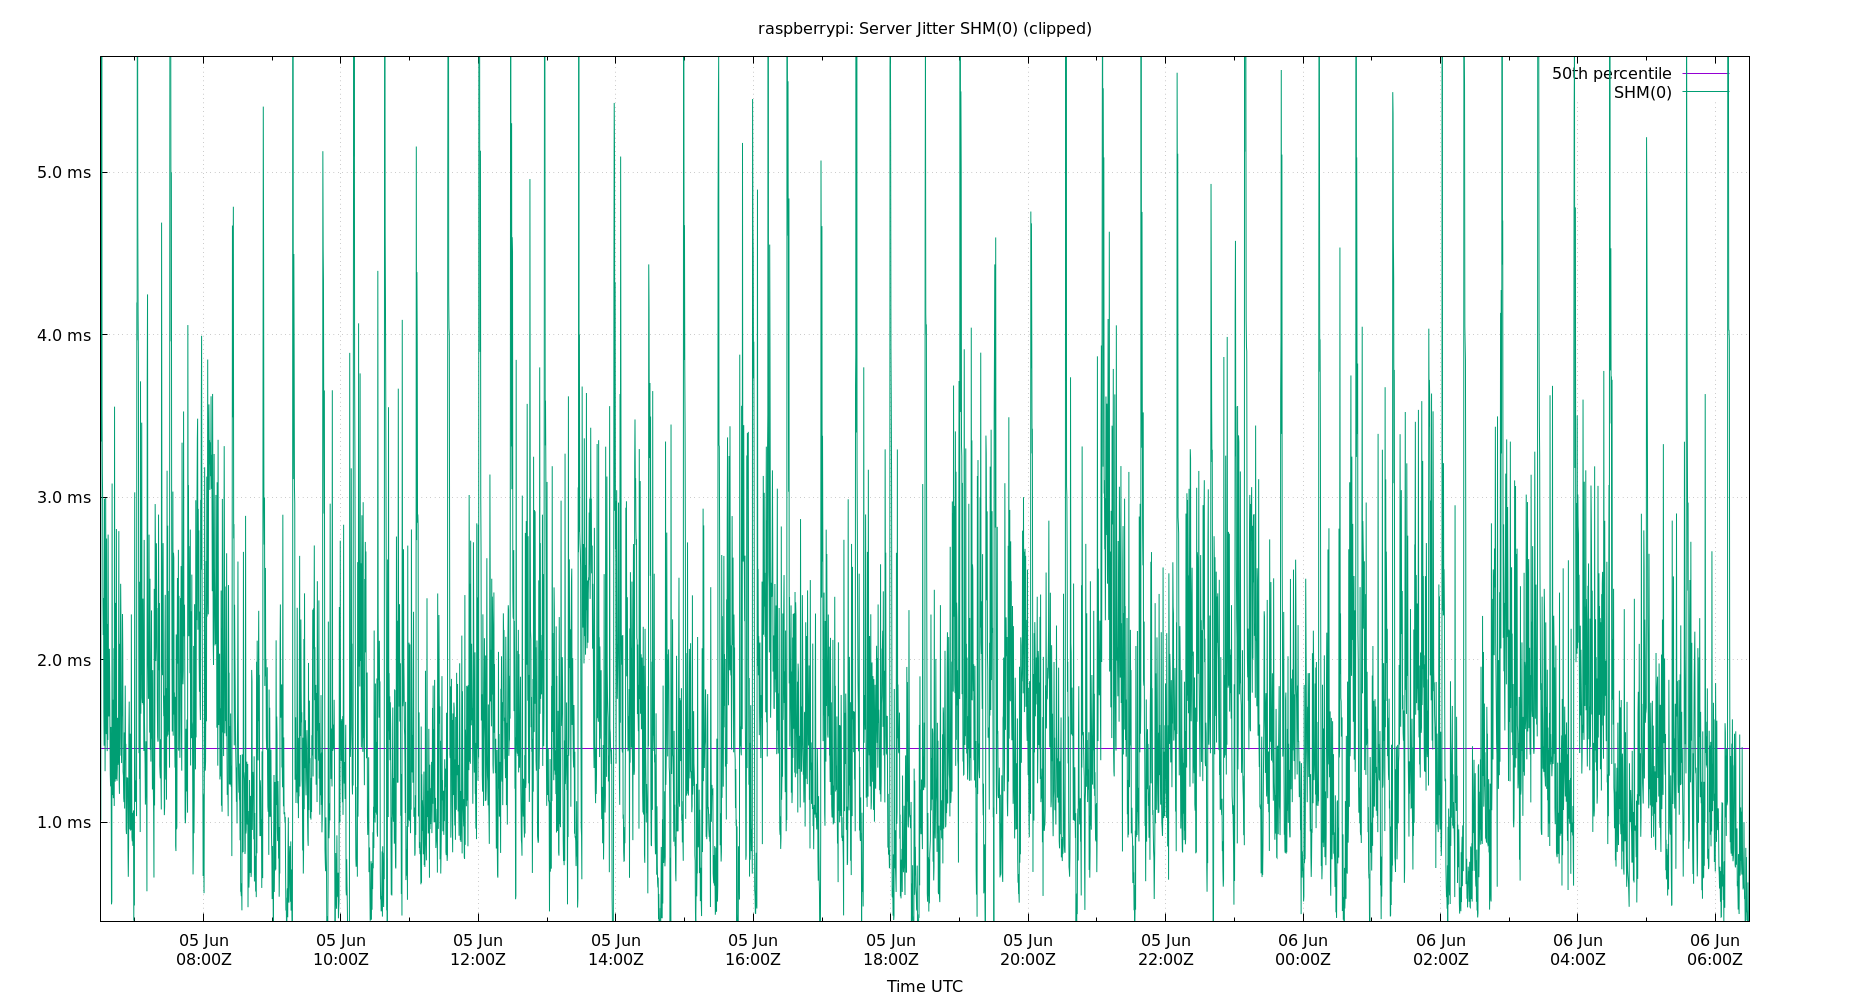 raspberrypi: Server Jitter SHM(0) (clipped)
50th percentile
SHM(0)
5.0 ms
4.0 ms
3.0 ms
2.0 ms
1.0 ms
05 Jun 05 Jun 05 Jun 05 Jun 05 Jun 05 Jun 05 Jun 05 Jun 06 Jun 06 Jun 06 Jun 06 Jun
08:00Z 10:00Z 12:00Z 14:00Z 16:00Z 18:00Z 20:00Z 22:00Z 00:00Z 02:00Z 04:00Z 06:00Z
Time UTC